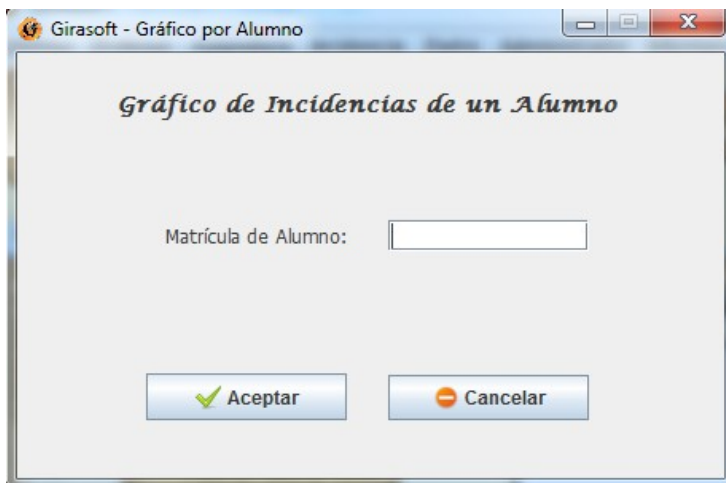 Girasoft - Gráfico por Alumno
Gráfico de Incidencias de un Alumno
Matrícula de Alumno:
Aceptar
Cancelar